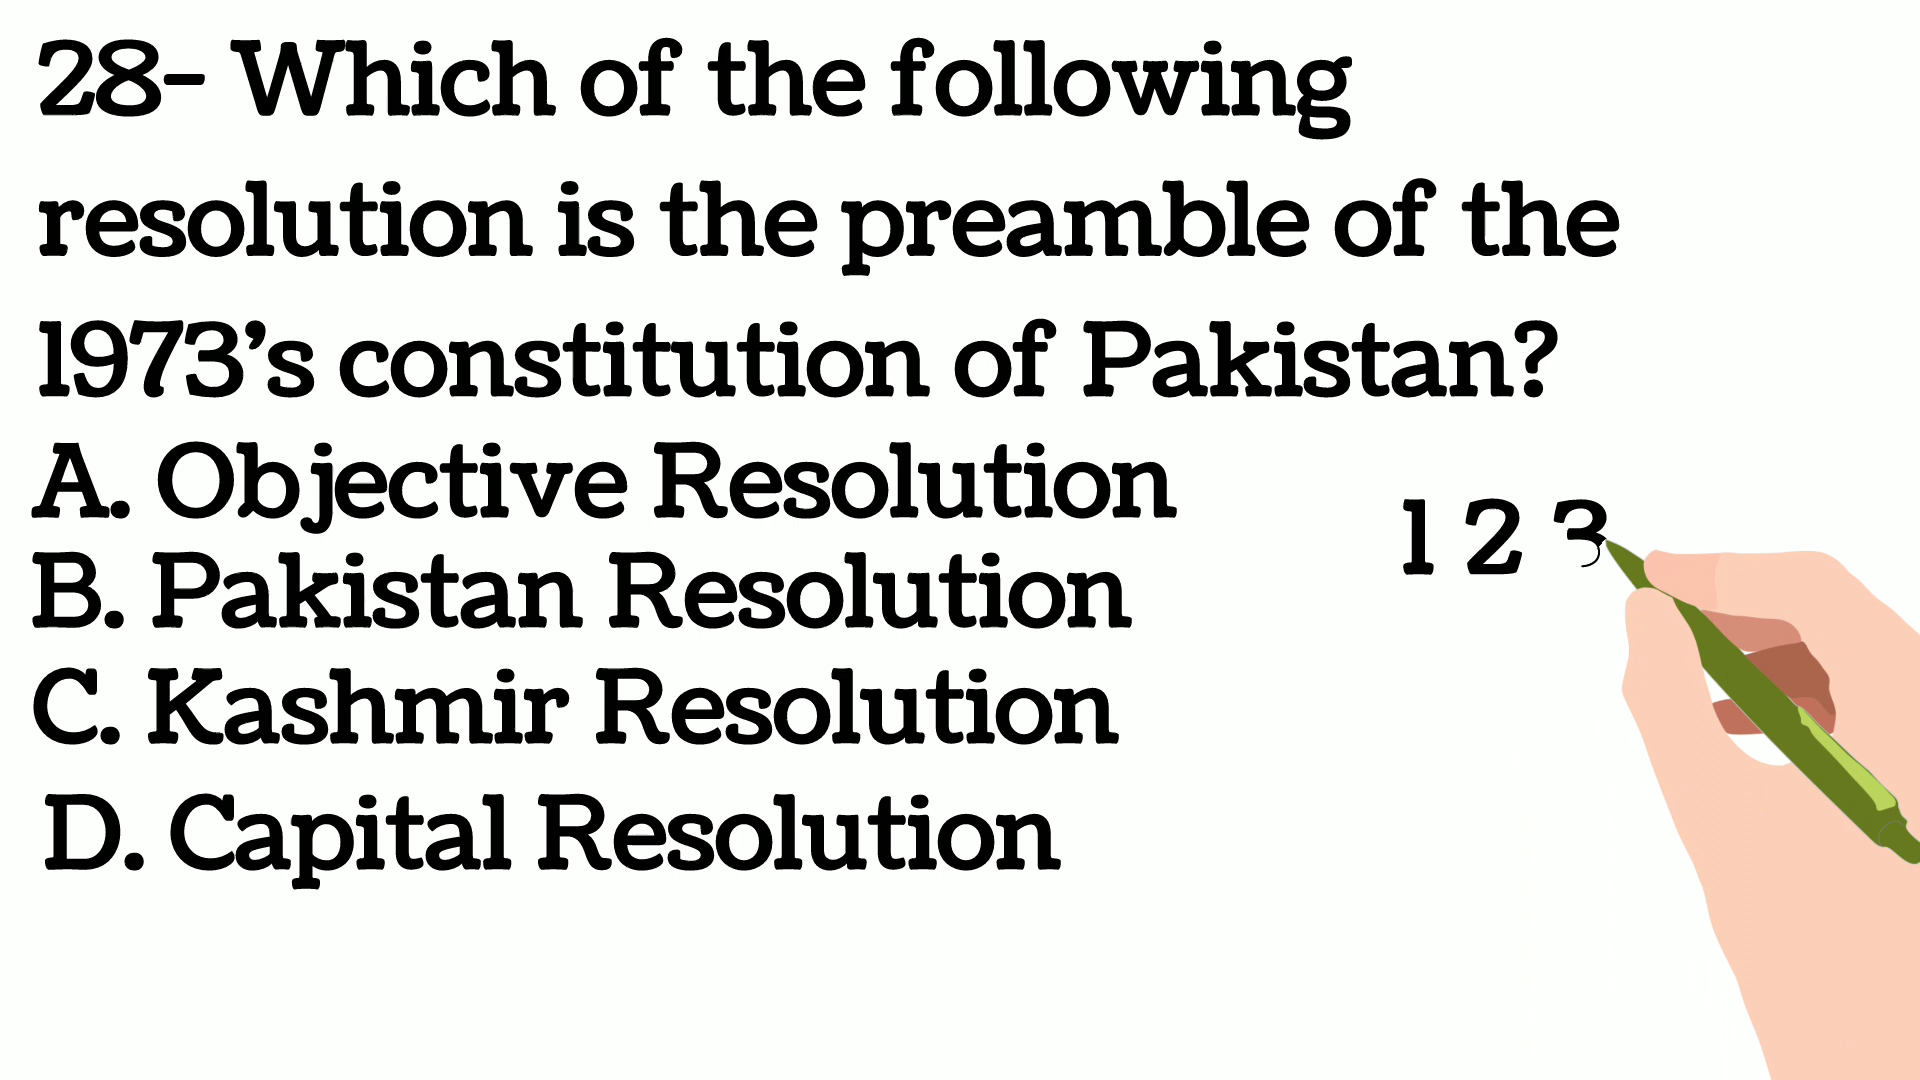 28- Which of the following
resolution is the preamble of the
1973’s constitution of Pakistan?
A. Objective Resolution
B. Pakistan Resolution
C. Kashmir Resolution
D. Capital Resolution
1 2 3